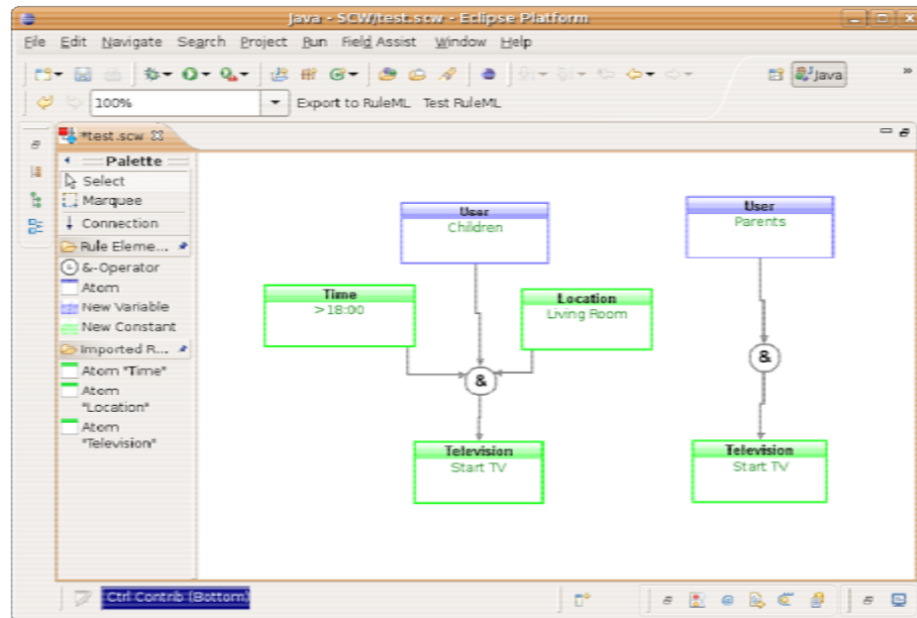 Java - SCW/test.scw - Eclipse Platform
File Edit Navigate Search Project Run Field Assist Window Help
Java
»
100% Export to RuleML Test RuleML
*test.scw
Palette
Select
Marquee
Connection
Rule Eleme...
&-Operator
Atom
New Variable
New Constant
Imported R...
Atom "Time"
Atom
"Location"
Atom
"Television"
User
Children
User
Parents
Time
>18:00
Location
Living Room
&
&
Television
Start TV
Television
Start TV
Ctrl Contrib (Bottom)